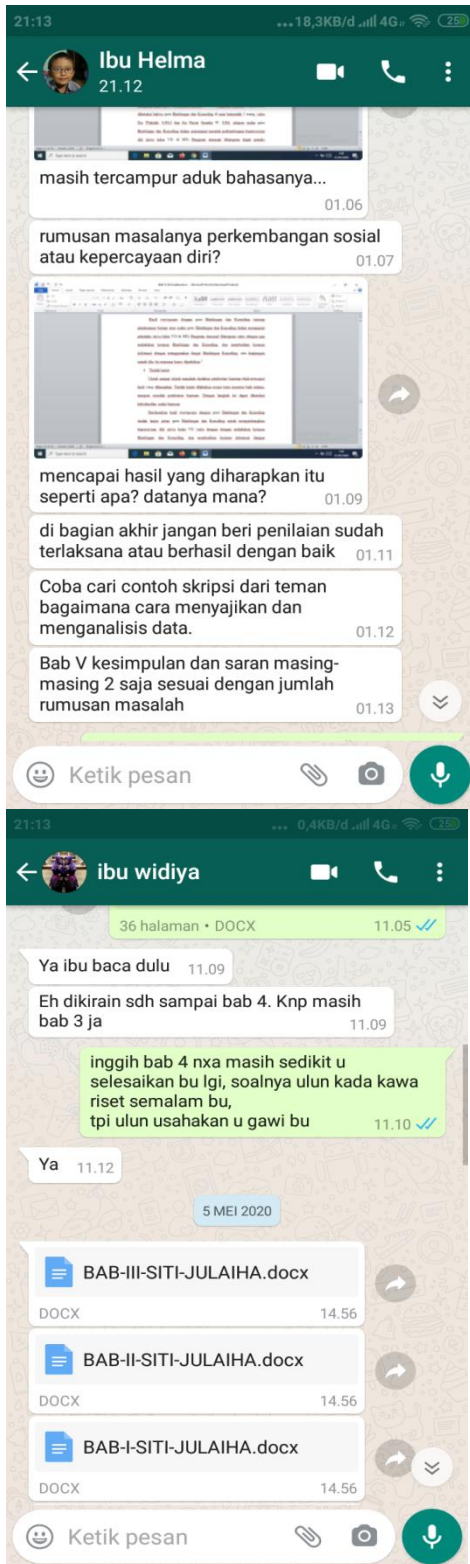 21:13
...18,3KB/d 4G 25
Ibu Helma
21.12
masih tercampur aduk bahasanya...
01.06
rumusan masalanya perkembangan sosial
atau kepercayaan diri?
01.07
mencapai hasil yang diharapkan itu
seperti apa? datanya mana?
01.09
di bagian akhir jangan beri penilaian sudah
terlaksana atau berhasil dengan baik
01.11
Coba cari contoh skripsi dari teman
bagaimana cara menyajikan dan
menganalisis data.
01.12
Bab V kesimpulan dan saran masing-
masing 2 saja sesuai dengan jumlah
rumusan masalah
01.13
Ketik pesan
21:13
... 0,4KB/d 4G 25
ibu widiya
36 halaman • DOCX
11.05
Ya ibu baca dulu
11.09
Eh dikirain sdh sampai bab 4. Knp masih
bab 3 ja
11.09
inggih bab 4 nxa masih sedikit u
selesaikan bu lgi, soalnya ulun kada kawa
riset semalam bu,
tpi ulun usahakan u gawi bu
11.10
Ya
11.12
5 MEI 2020
BAB-III-SITI-JULAIHA.docx
DOCX
14.56
BAB-II-SITI-JULAIHA.docx
DOCX
14.56
BAB-I-SITI-JULAIHA.docx
DOCX
14.56
Ketik pesan